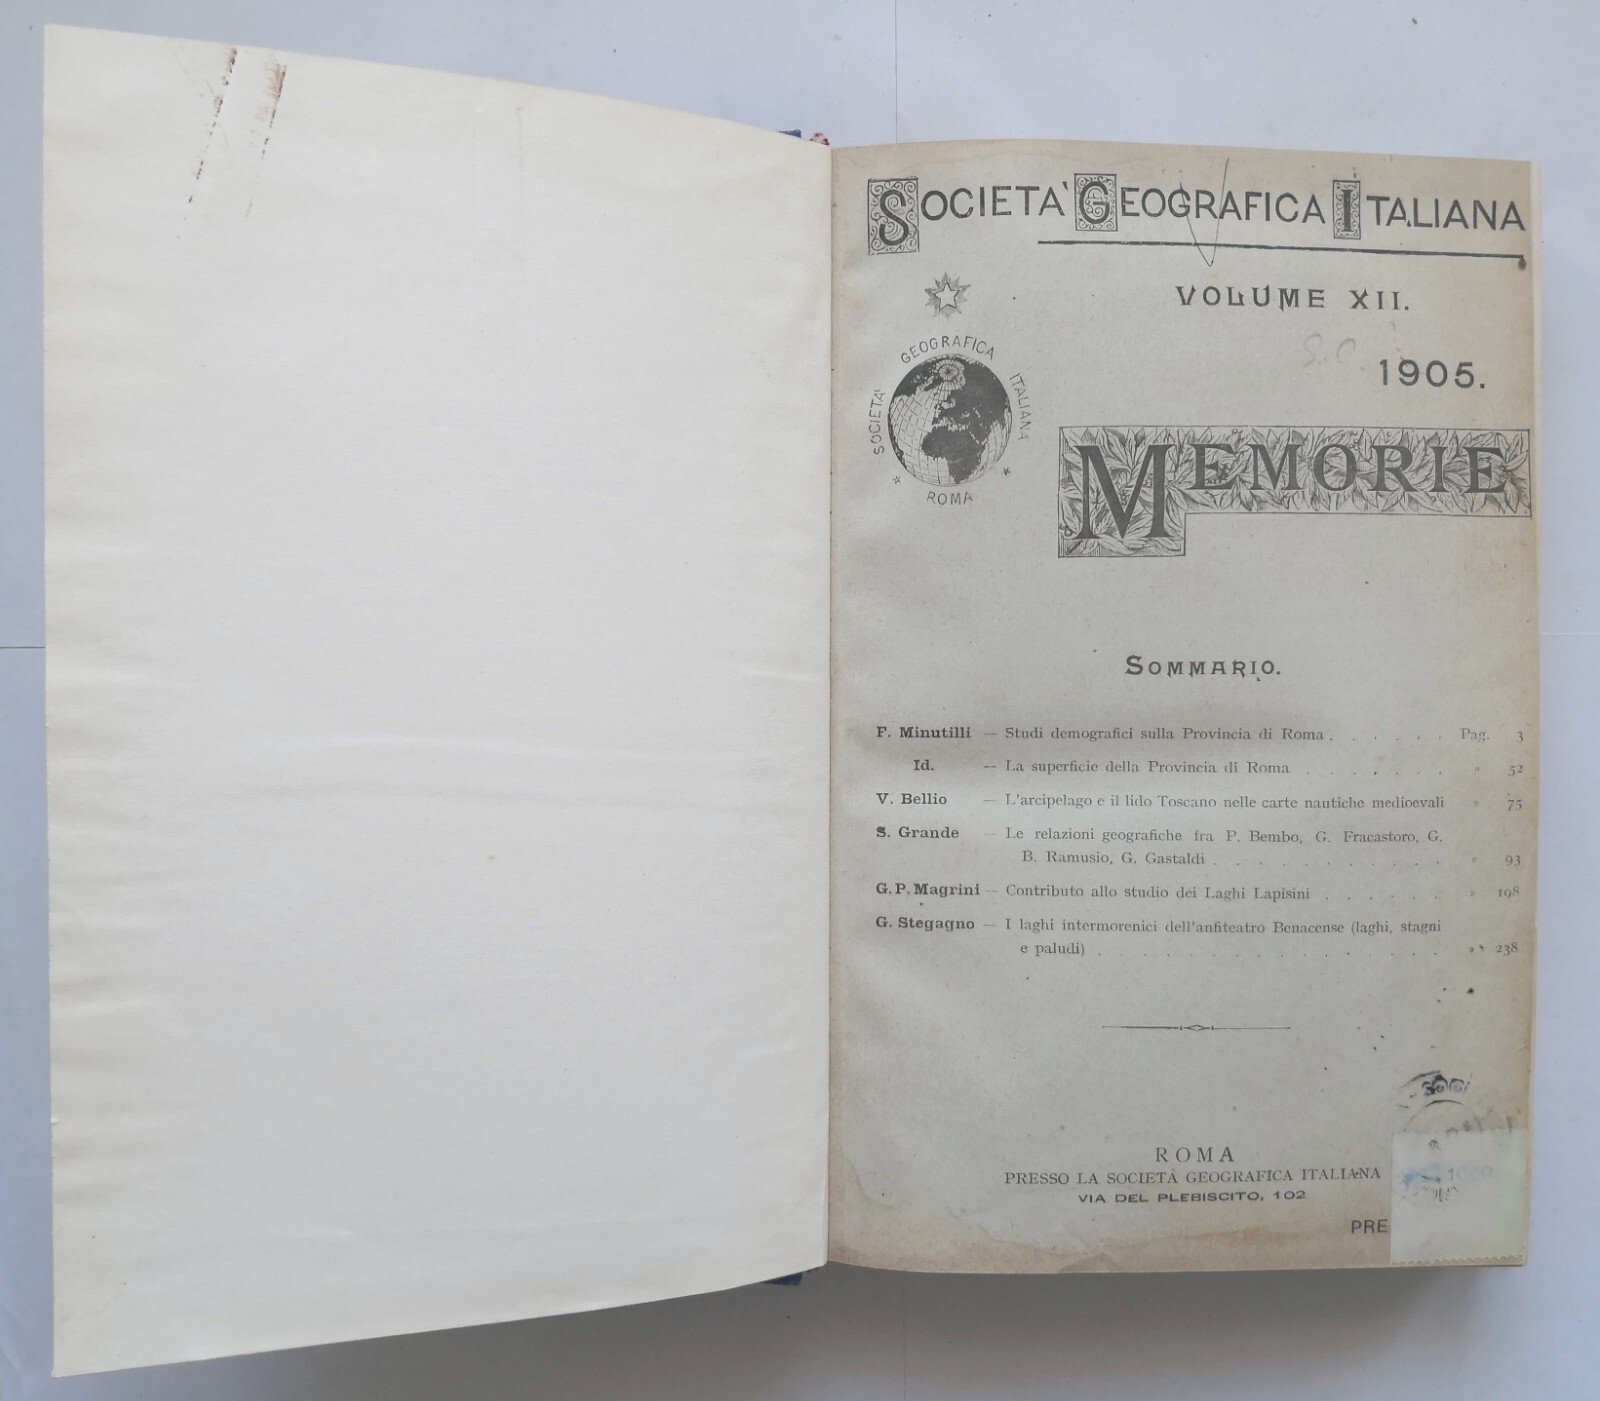 SOCIETÀ GEOGRAFICA ITALIANA
VOLUME XII.
1905.
SOCIETÀ GEOGRAFICA ITALIANA
ROMA
MEMORIE
SOMMARIO.
F. Minutilli — Studi demografici sulla Provincia di Roma . . . . . . Pag. 3
Id. — La superficie della Provincia di Roma . . . . . . " 52
V. Bellio — L'arcipelago e il lido Toscano nelle carte nautiche medioevali " 75
S. Grande — Le relazioni geografiche fra P. Bembo, G. Fracastoro, G.
B. Ramusio, G. Gastaldi . . . . . . . . . . . " 93
G. P. Magrini — Contributo allo studio dei Laghi Lapisini . . . . . . " 198
G. Stegagno — I laghi intermorenici dell'anfiteatro Benacense (laghi, stagni
e paludi) . . . . . . . . . . . . . . . " 238
ROMA
PRESSO LA SOCIETÀ GEOGRAFICA ITALIANA
VIA DEL PLEBISCITO, 102
PRE